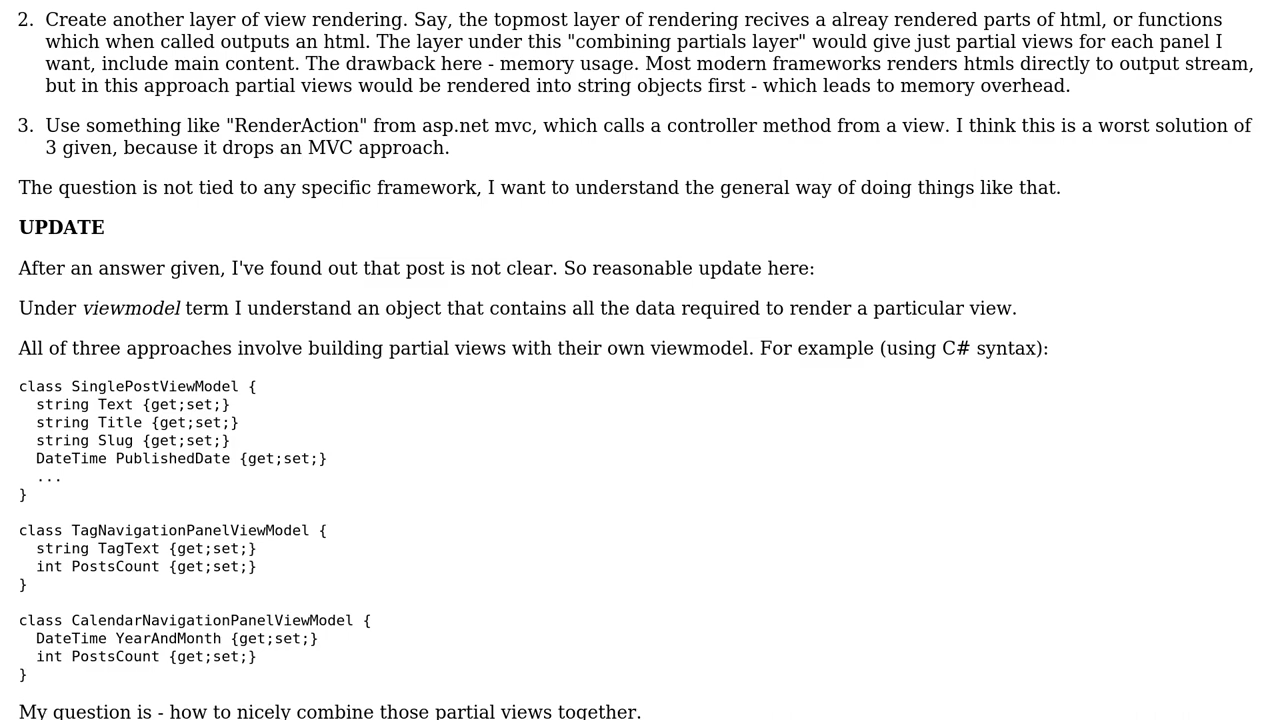 2. Create another layer of view rendering. Say, the topmost layer of rendering recives a alreay rendered parts of html, or functions
which when called outputs an html. The layer under this "combining partials layer" would give just partial views for each panel I
want, include main content. The drawback here - memory usage. Most modern frameworks renders htmls directly to output stream,
but in this approach partial views would be rendered into string objects first - which leads to memory overhead.
3. Use something like "RenderAction" from asp.net mvc, which calls a controller method from a view. I think this is a worst solution of
3 given, because it drops an MVC approach.
The question is not tied to any specific framework, I want to understand the general way of doing things like that.
UPDATE
After an answer given, I've found out that post is not clear. So reasonable update here:
Under viewmodel term I understand an object that contains all the data required to render a particular view.
All of three approaches involve building partial views with their own viewmodel. For example (using C# syntax):
class SinglePostViewModel {
  string Text {get;set;}
  string Title {get;set;}
  string Slug {get;set;}
  DateTime PublishedDate {get;set;}
  ...
}
class TagNavigationPanelViewModel {
  string TagText {get;set;}
  int PostsCount {get;set;}
}
class CalendarNavigationPanelViewModel {
  DateTime YearAndMonth {get;set;}
  int PostsCount {get;set;}
}
My question is - how to nicely combine those partial views together.